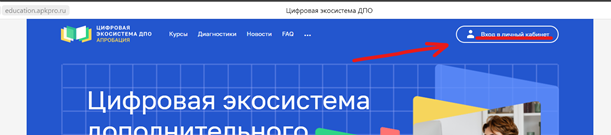 education.apkpro.ru
Цифровая экосистема ДПО
ЦИФРОВАЯ
ЭКОСИСТЕМА ДПО
АПРОБАЦИЯ
Курсы Диагностики Новости FAQ ...
Вход в личный кабинет
Цифровая экосистема
дополнительного